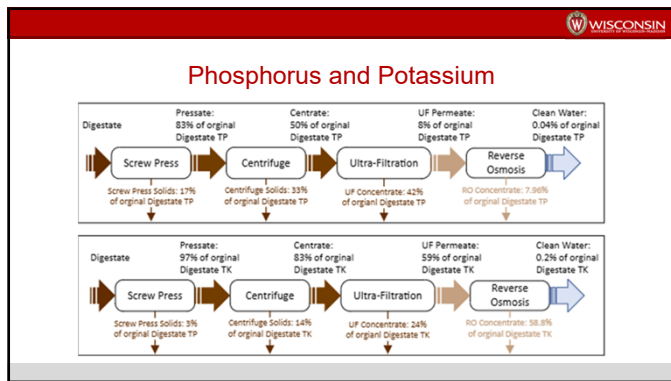 WISCONSIN
UNIVERSITY OF WISCONSIN-MADISON
Phosphorus and Potassium
Digestate
Pressate:
83% of orginal
Digestate TP
Centrate:
50% of orginal
Digestate TP
UF Permeate:
8% of orginal
Digestate TP
Clean Water:
0.04% of orginal
Digestate TP
Screw Press
Centrifuge
Ultra-Filtration
Reverse
Osmosis
Screw Press Solids: 17%
of orginal Digestate TP
Centrifuge Solids: 33%
of orginal Digestate TP
UF Concentrate: 42%
of orgianl Digestate TP
RO Concentrate: 7.96%
of orginal Digestate TP
Digestate
Pressate:
97% of orginal
Digestate TK
Centrate:
83% of orginal
Digestate TK
UF Permeate:
59% of orginal
Digestate TK
Clean Water:
0.2% of orginal
Digestate TK
Screw Press
Centrifuge
Ultra-Filtration
Reverse
Osmosis
Screw Press Solids: 3%
of orginal Digestate TP
Centrifuge Solids: 14%
of orginal Digestate TK
UF Concentrate: 24%
of orgianl Digestate TK
RO Concentrate: 58.8%
of orginal Digestate TK